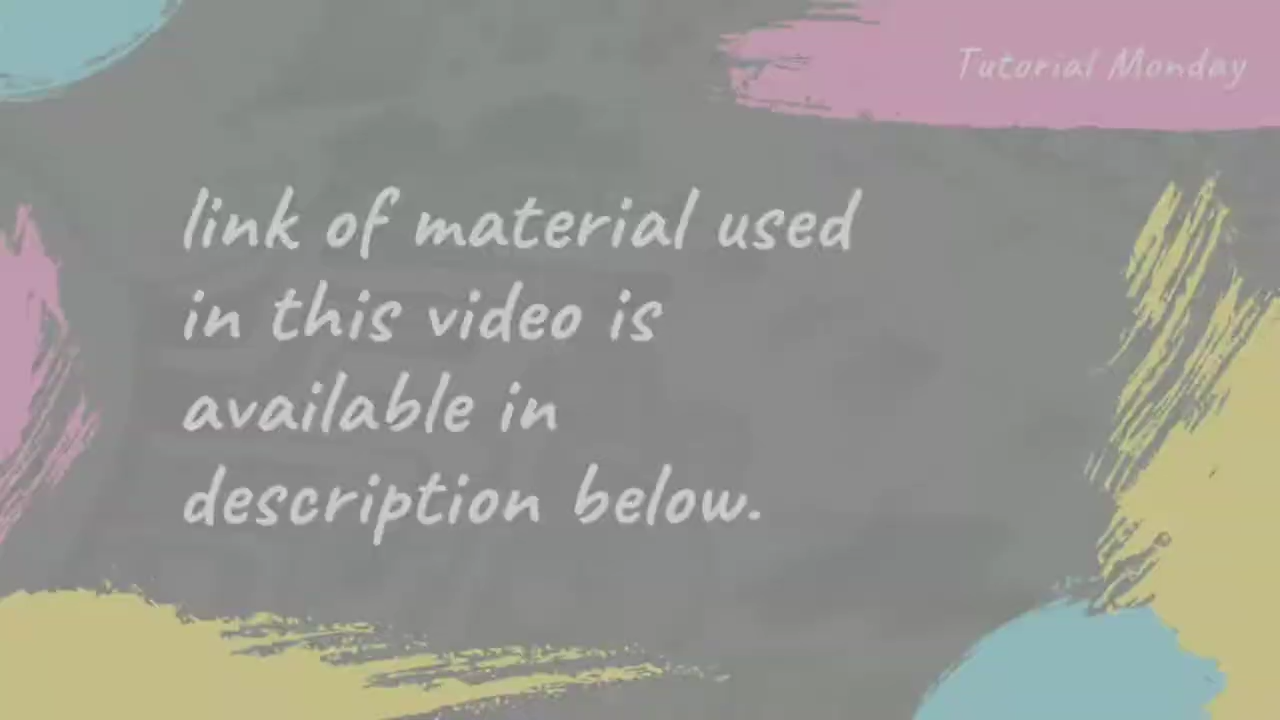 Tutorial Monday
link of material used
in this video is
available in
description below.